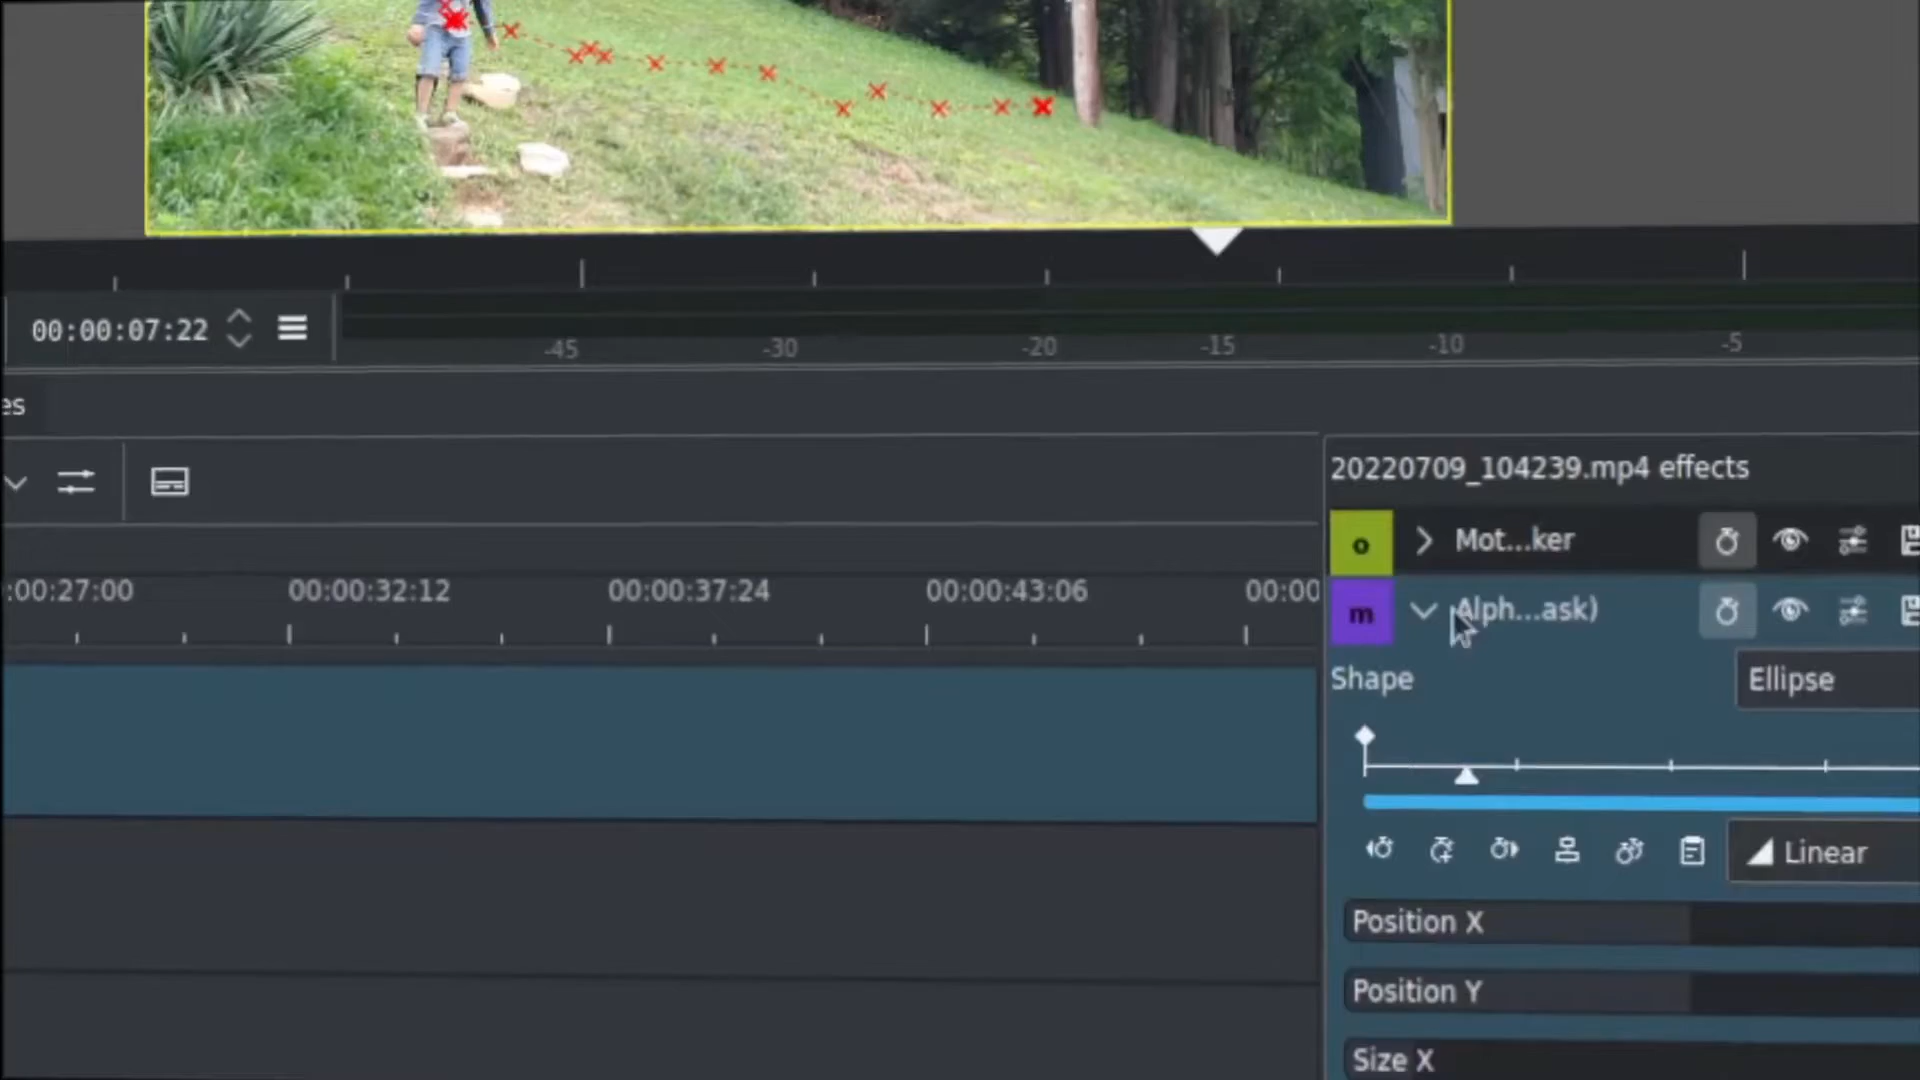 00:00:07:22
-45 -30 -20 -15 -10 -5
es
20220709_104239.mp4 effects
o Mot...ker
:00:27:00 00:00:32:12 00:00:37:24 00:00:43:06 00:00
m Alph...ask)
Shape Ellipse
Linear
Position X
Position Y
Size X